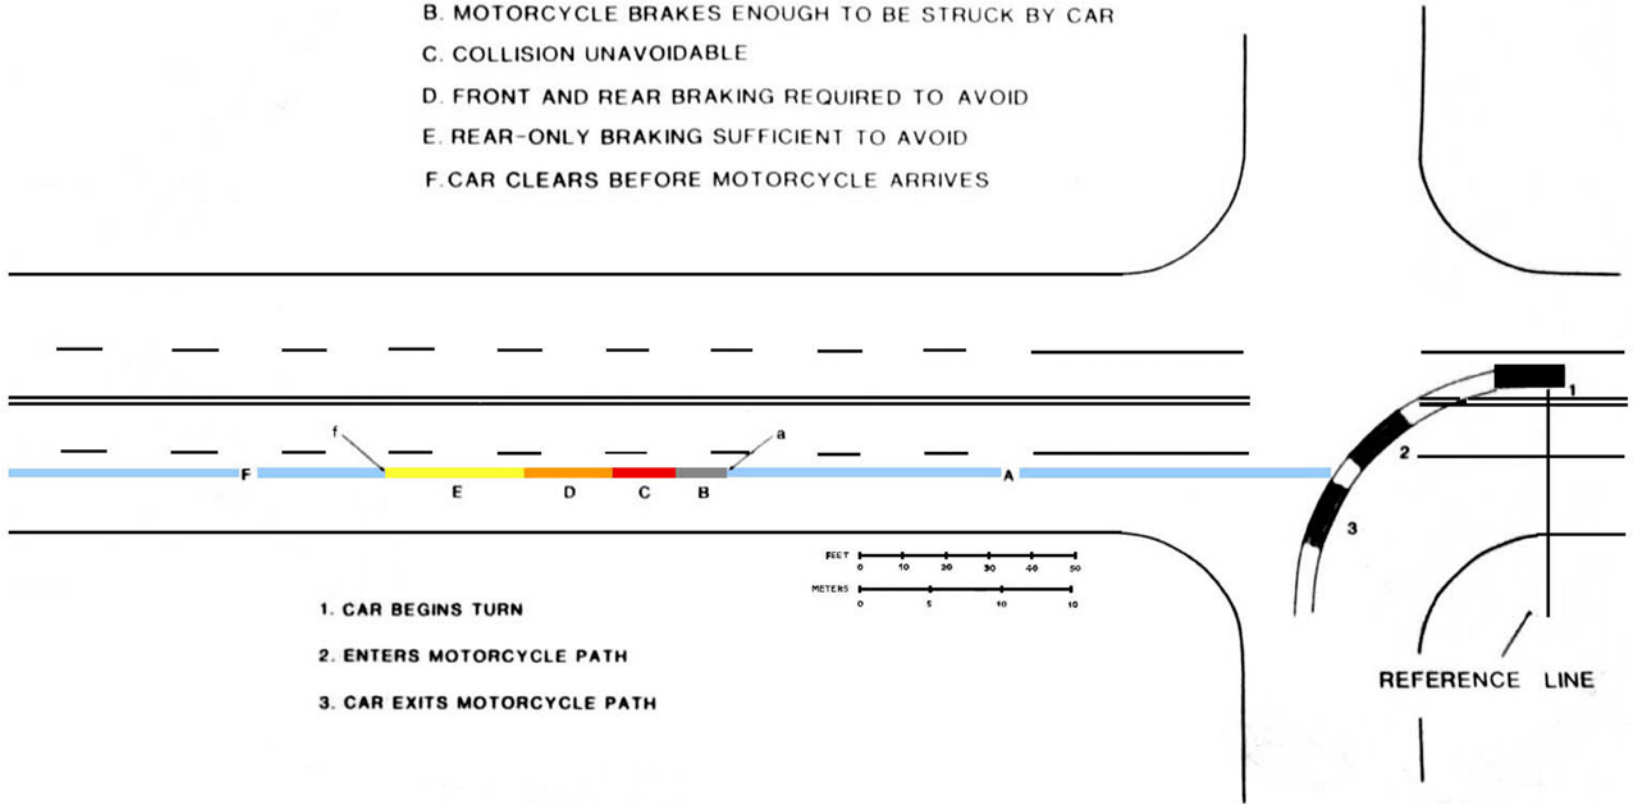 B. MOTORCYCLE BRAKES ENOUGH TO BE STRUCK BY CAR
C. COLLISION UNAVOIDABLE
D. FRONT AND REAR BRAKING REQUIRED TO AVOID
E. REAR-ONLY BRAKING SUFFICIENT TO AVOID
F. CAR CLEARS BEFORE MOTORCYCLE ARRIVES
1
f
a
2
F
A
E
D
C
B
3
FEET
0 10 20 30 40 50
METERS
0 5 10 10
1. CAR BEGINS TURN
2. ENTERS MOTORCYCLE PATH
3. CAR EXITS MOTORCYCLE PATH
REFERENCE LINE